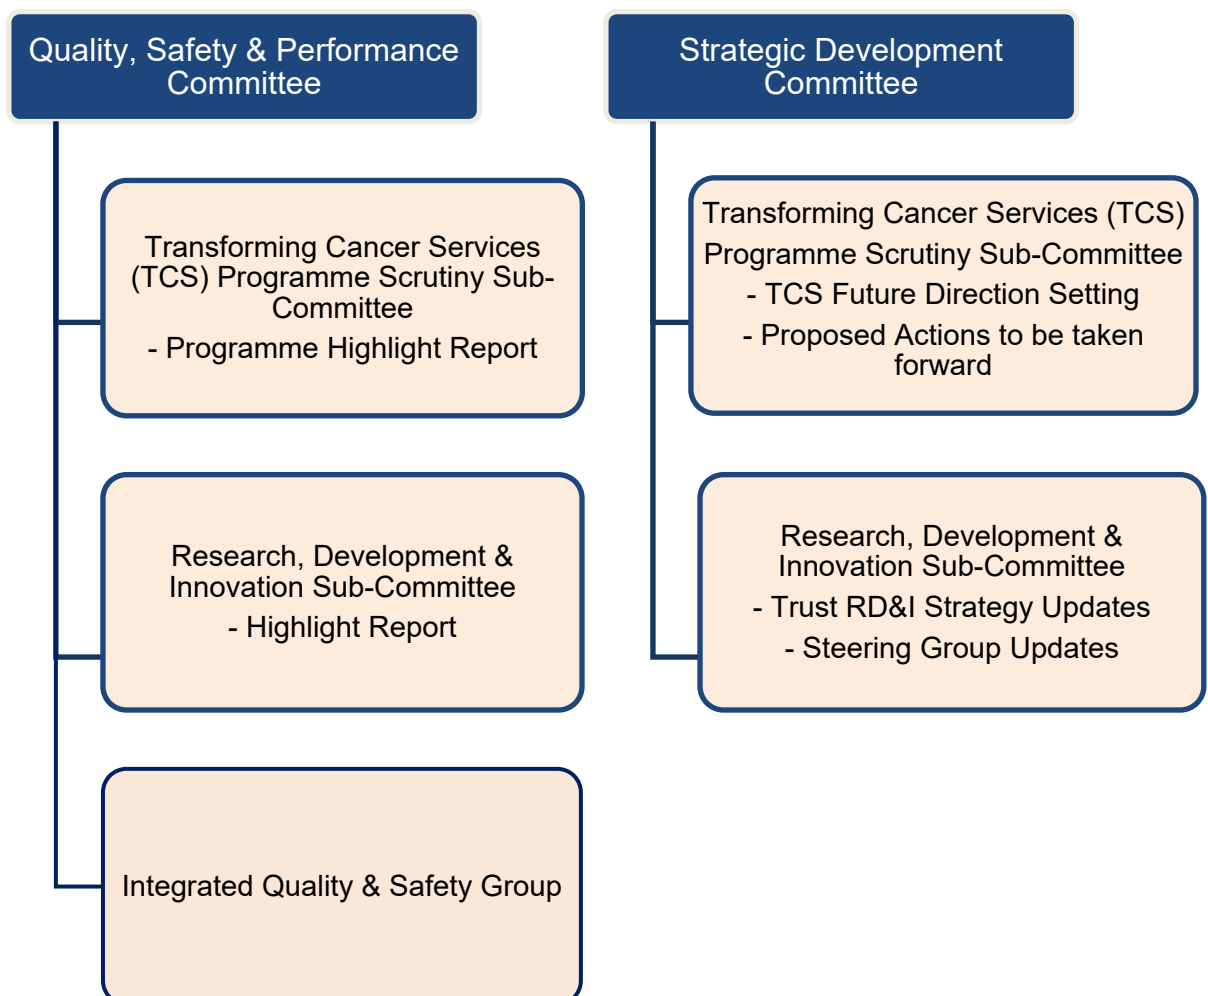 Quality, Safety & Performance
Committee
Transforming Cancer Services
(TCS) Programme Scrutiny Sub-
Committee
- Programme Highlight Report
Research, Development &
Innovation Sub-Committee
- Highlight Report
Integrated Quality & Safety Group
Strategic Development
Committee
Transforming Cancer Services (TCS)
Programme Scrutiny Sub-Committee
- TCS Future Direction Setting
- Proposed Actions to be taken
forward
Research, Development &
Innovation Sub-Committee
- Trust RD&I Strategy Updates
- Steering Group Updates